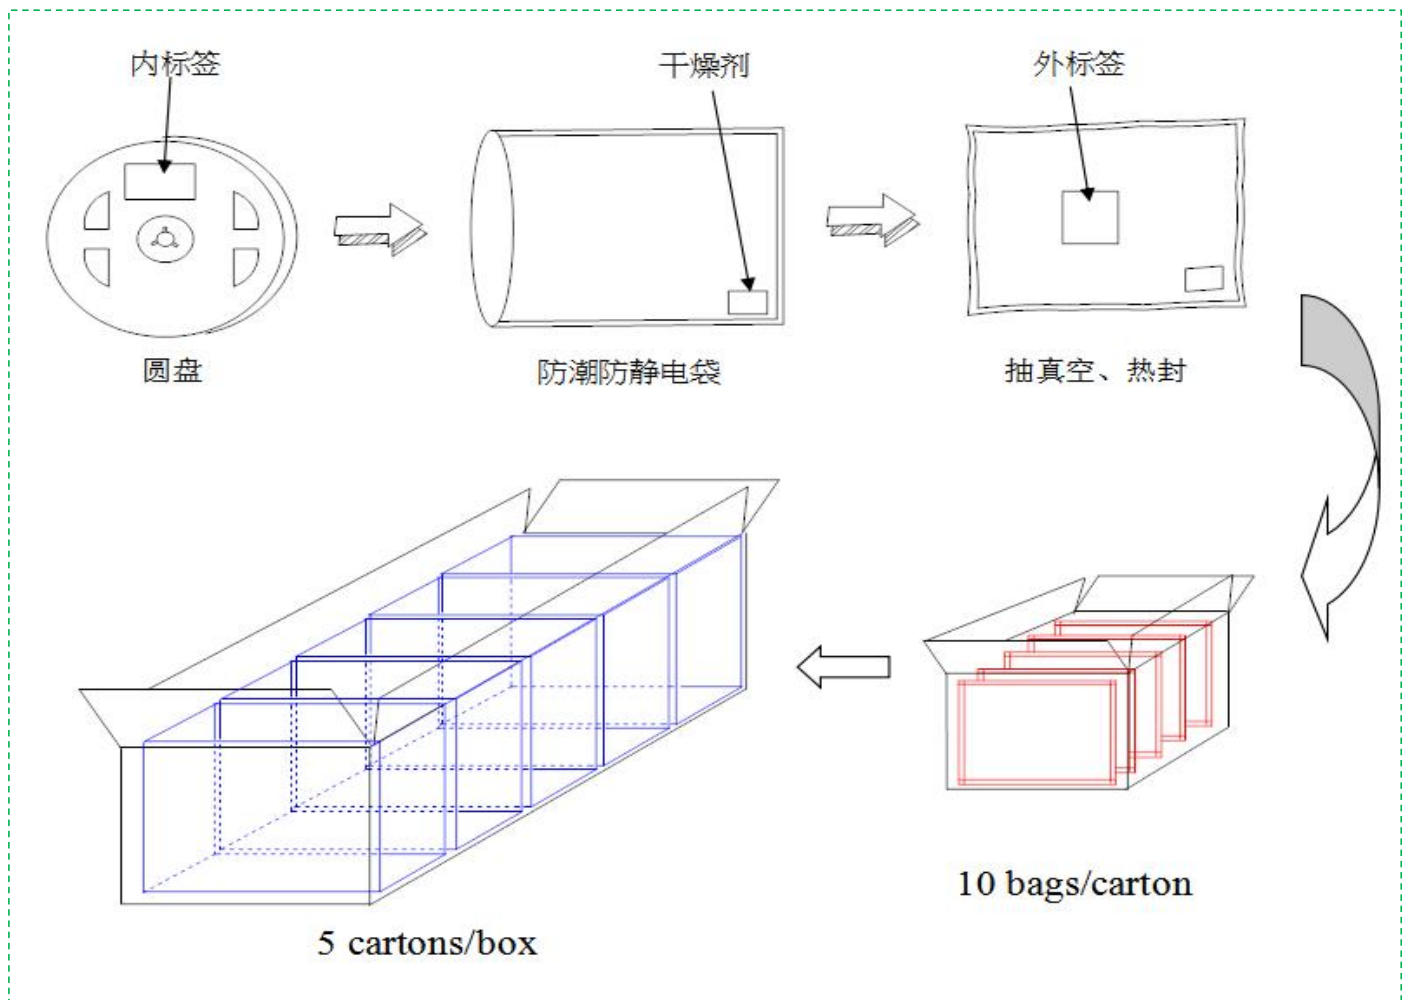 内标签
干燥剂
外标签
圆盘
防潮防静电袋
抽真空、热封
10 bags/carton
5 cartons/box